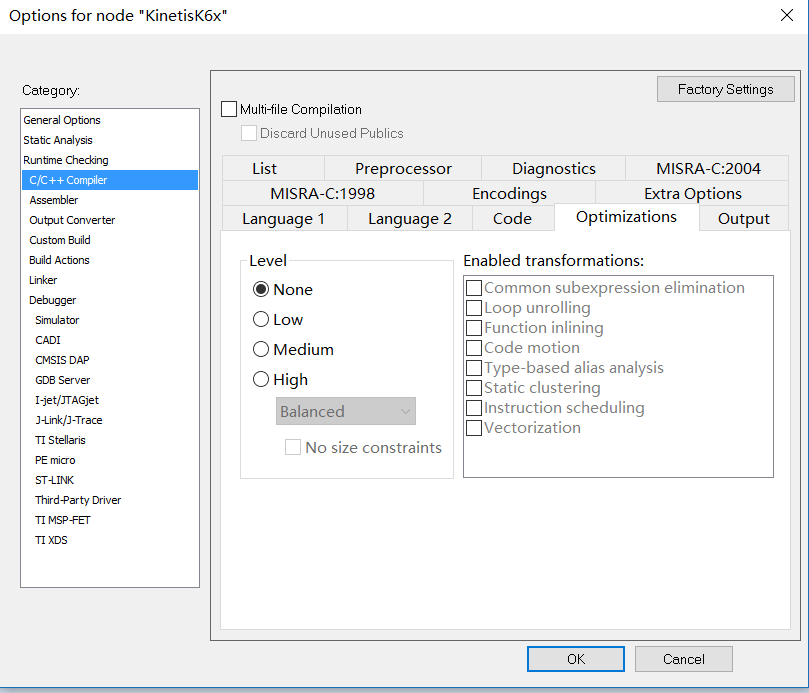 Options for node "KinetisK6x"
Category:
General Options
Static Analysis
Runtime Checking
C/C++ Compiler
Assembler
Output Converter
Custom Build
Build Actions
Linker
Debugger
Simulator
CADI
CMSIS DAP
GDB Server
I-jet/JTAGjet
J-Link/J-Trace
TI Stellaris
PE micro
ST-LINK
Third-Party Driver
TI MSP-FET
TI XDS
Factory Settings
Multi-file Compilation
Discard Unused Publics
List Preprocessor Diagnostics MISRA-C:2004
MISRA-C:1998 Encodings Extra Options
Language 1 Language 2 Code Optimizations Output
Level
None
Low
Medium
High
Balanced
No size constraints
Enabled transformations:
Common subexpression elimination
Loop unrolling
Function inlining
Code motion
Type-based alias analysis
Static clustering
Instruction scheduling
Vectorization
OK Cancel